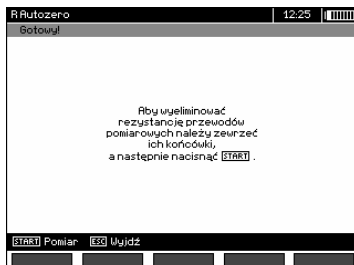 R Autozero 12:25
Gotowy!
Aby wyeliminować
rezystancję przewodów
pomiarowych należy zewrzeć
ich końcówki,
a następnie nacisnąć START .
START Pomiar ESC Wyjdź